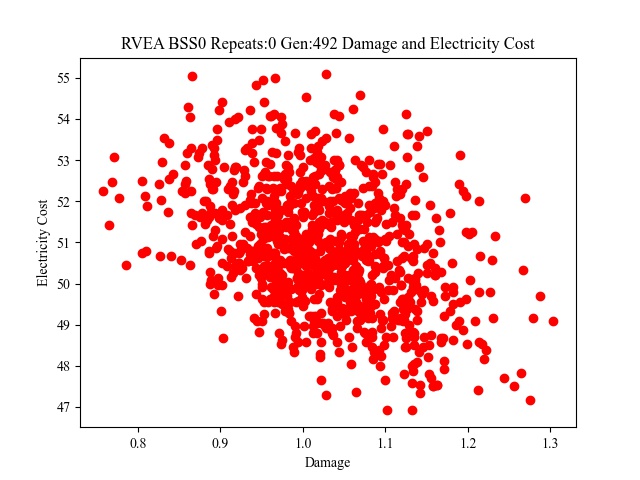 RVEA BSS0 Repeats:0 Gen:492 Damage and Electricity Cost
55
54
53
52
51
50
49
48
47
Electricity Cost
0.8 0.9 1.0 1.1 1.2 1.3
Damage